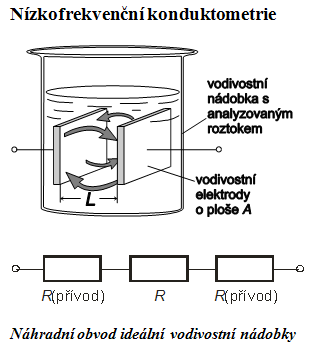 Nízkofrekvenční konduktometrie
vodivostní
nádobka s
analyzovaným
roztokem
vodivostní
elektrody
o ploše A
L
R(přívod) R R(přívod)
Náhradní obvod ideální vodivostní nádobky